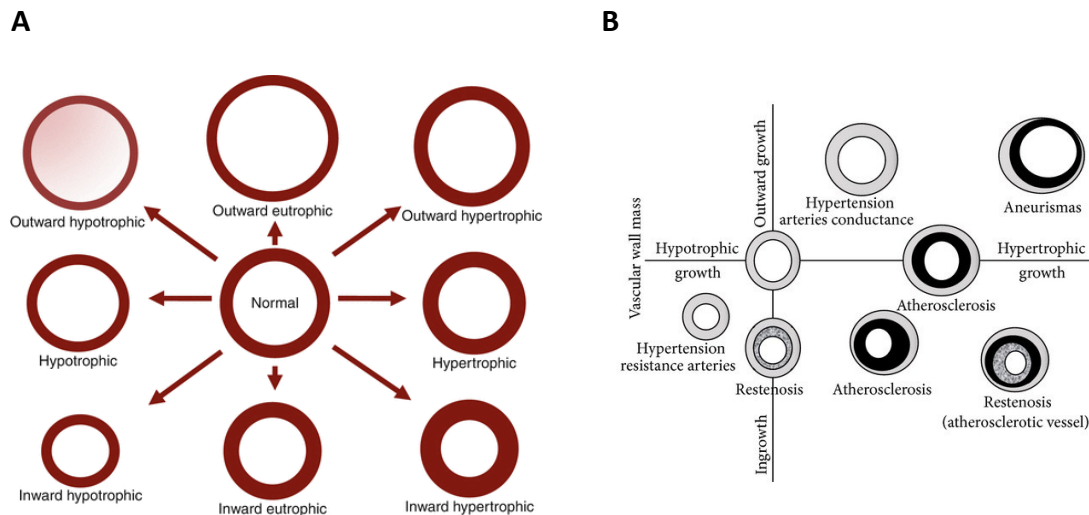 A
Outward hypotrophic
Outward eutrophic
Outward hypertrophic
Normal
Hypotrophic
Hypertrophic
Inward hypotrophic
Inward eutrophic
Inward hypertrophic
B
Vascular wall mass
Outward growth
Hypertension
arteries conductance
Aneurismas
Hypotrophic
growth
Hypertrophic
growth
Atherosclerosis
Hypertension
resistance arteries
Restenosis
Atherosclerosis
Restenosis
(atherosclerotic vessel)
Ingrowth